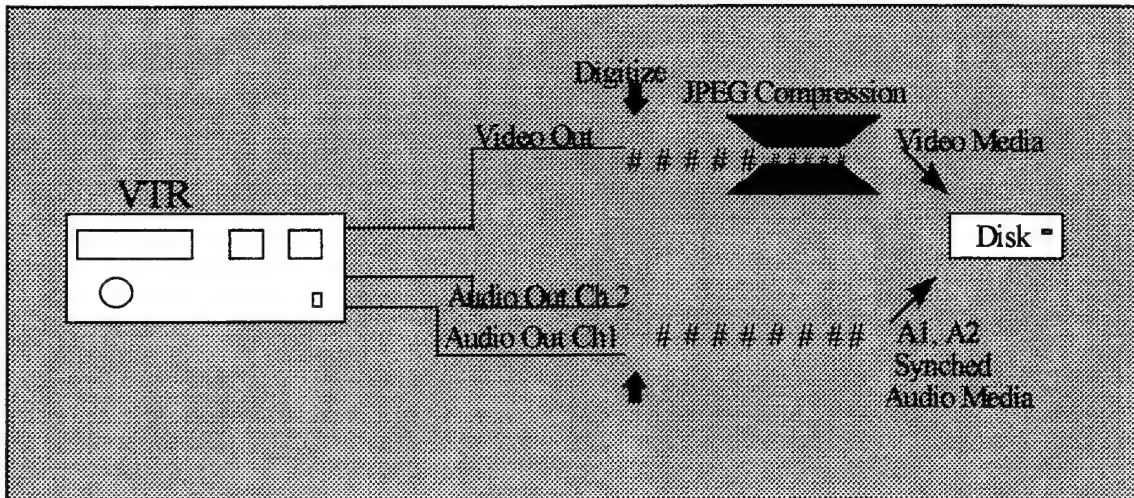 Digitize
JPEG Compression
Video Out
# # # # # # # # # #
Video Media
VTR
Disk
Audio Out Ch 2
Audio Out Ch1
# # # # # # # #
A1, A2
Synched
Audio Media